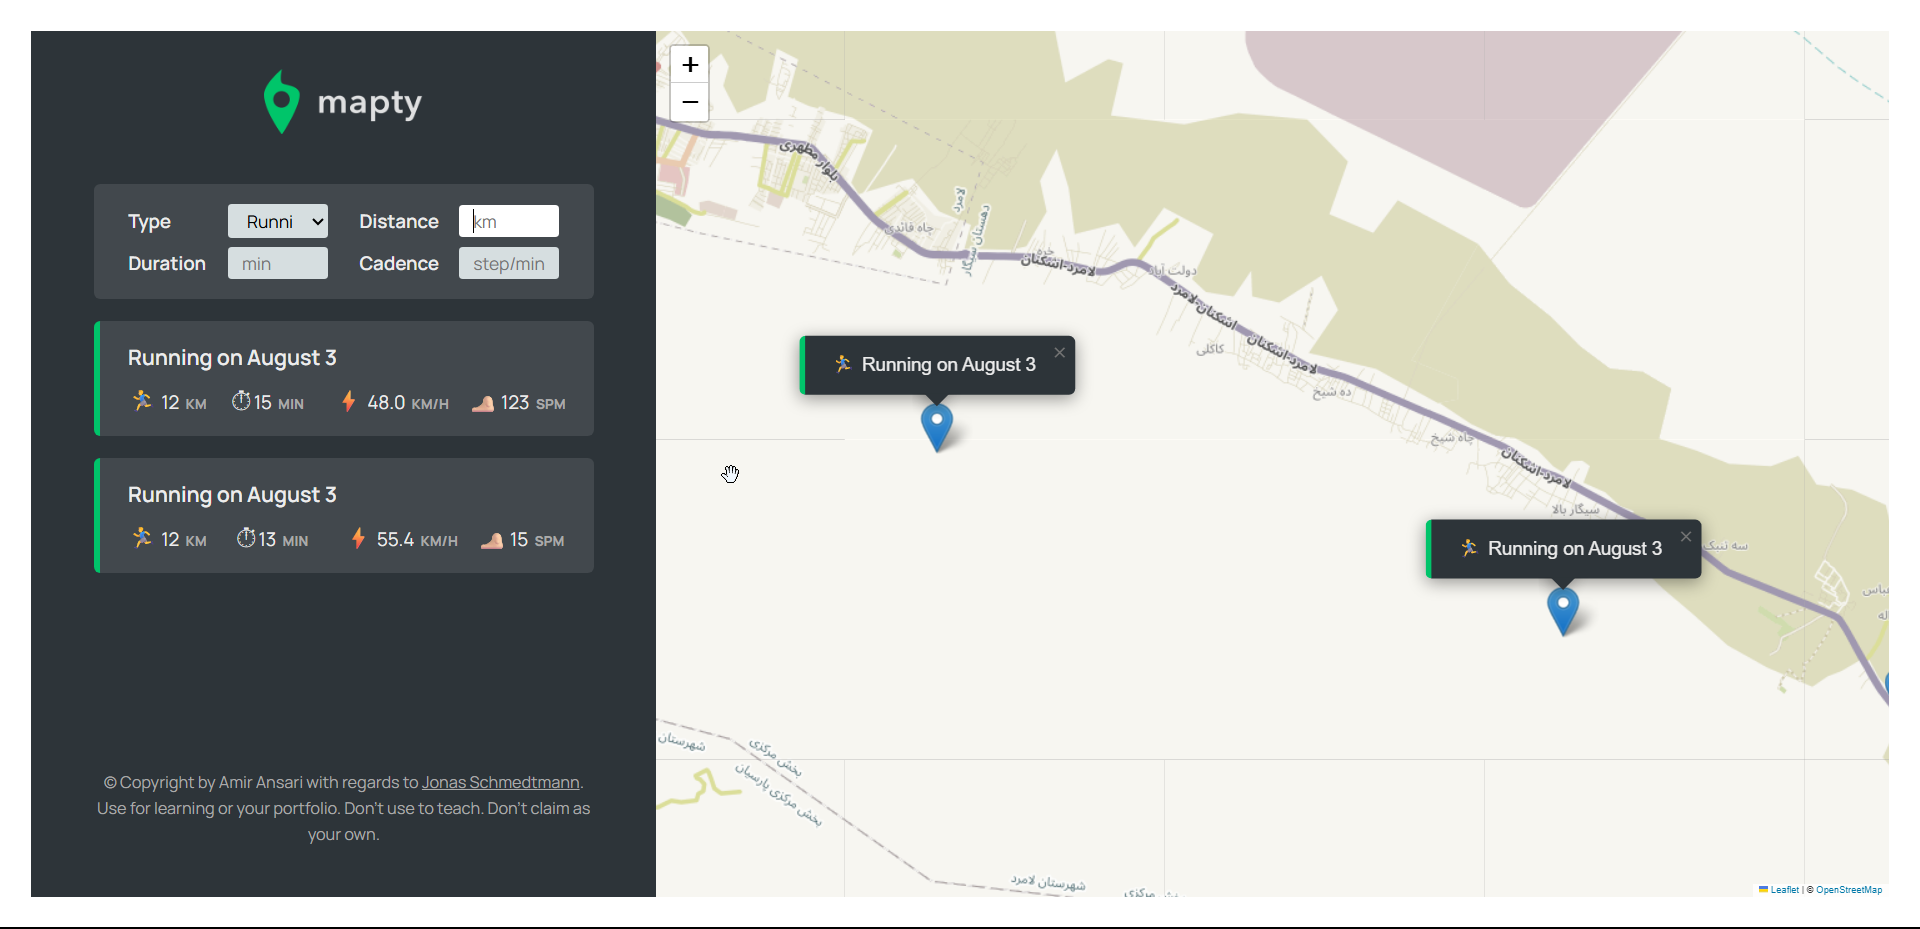 mapty
Type Runni Distance km
Duration min Cadence step/min
Running on August 3
12 KM 15 MIN 48.0 KM/H 123 SPM
Running on August 3
12 KM 13 MIN 55.4 KM/H 15 SPM
© Copyright by Amir Ansari with regards to Jonas Schmedtmann.
Use for learning or your portfolio. Don't use to teach. Don't claim as
your own.
+
−
بلوار مطهری
لامرد
دهستان سیگار
چاه قائدی
خره
لامرد-اشکنان
دولت آباد
اشکنان-لامرد
کاکلی
لامرد-اشکنان
ده شیخ
Running on August 3 ×
چاه شیخ
لامرد-اشکنان
سیگار بالا
Running on August 3 ×
سه تنبک
شهرستان
بخش مرکزی
بخش مرکزی پارسیان
شهرستان لامرد
Leaflet | © OpenStreetMap